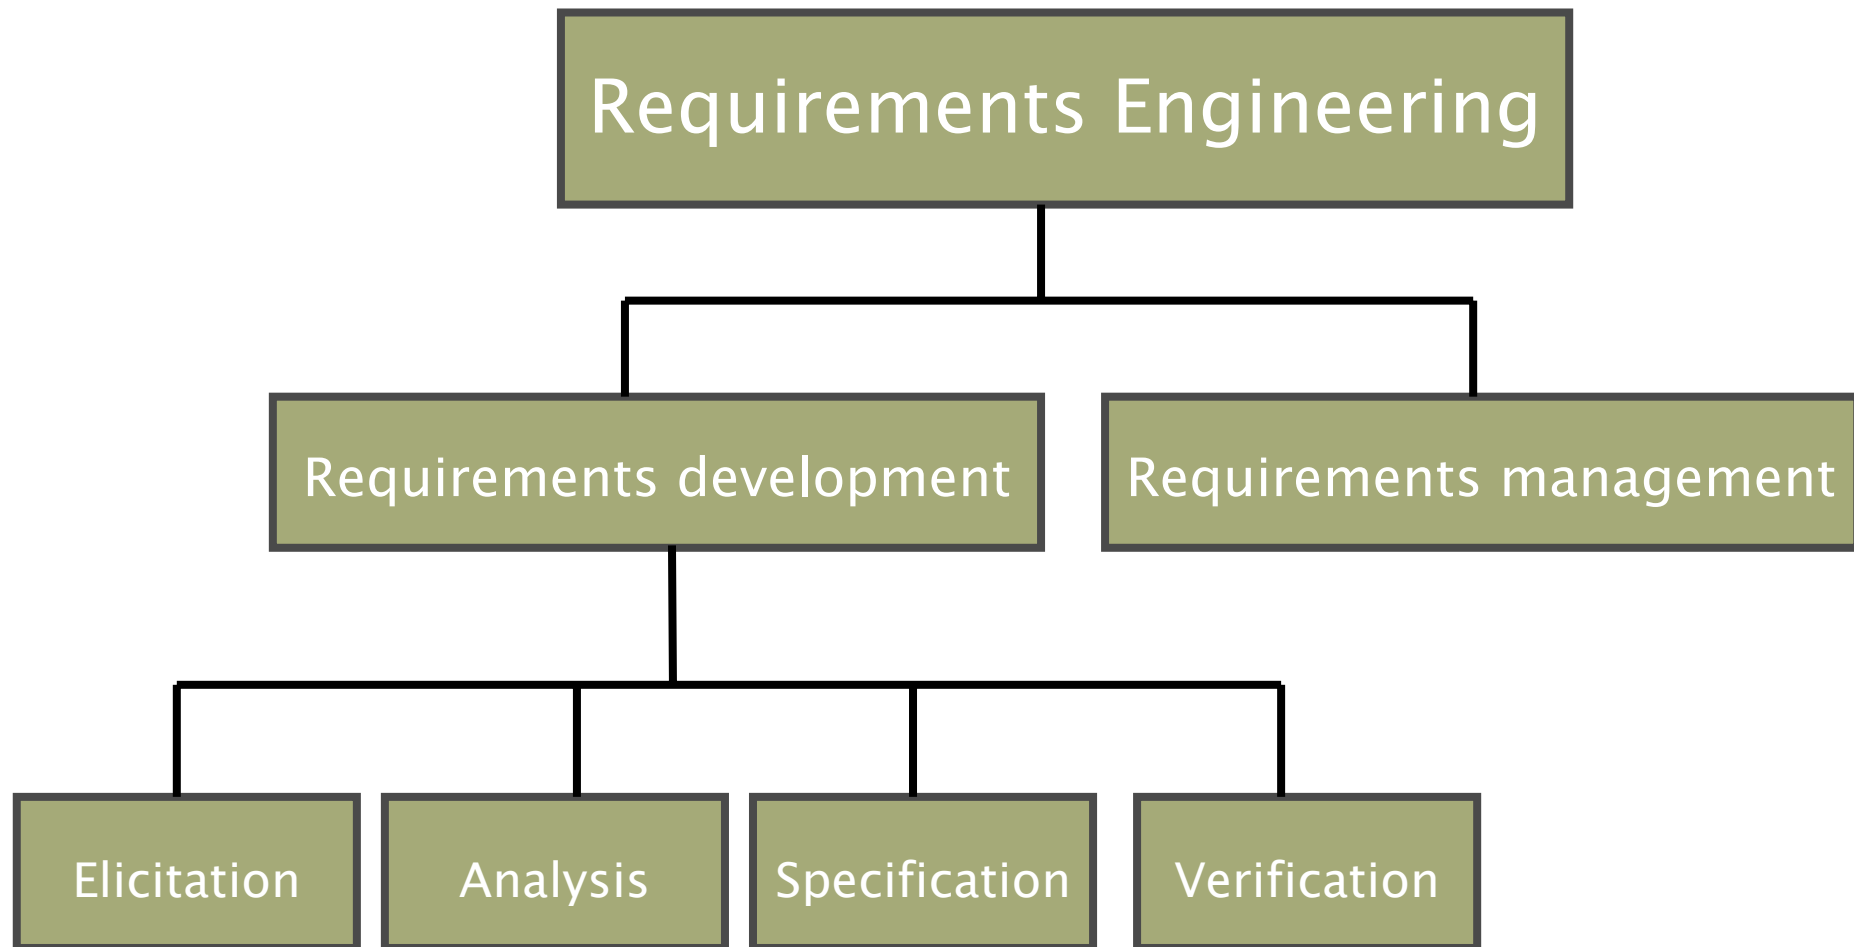 Requirements Engineering
Requirements development
Requirements management
Elicitation
Analysis
Specification
Verification